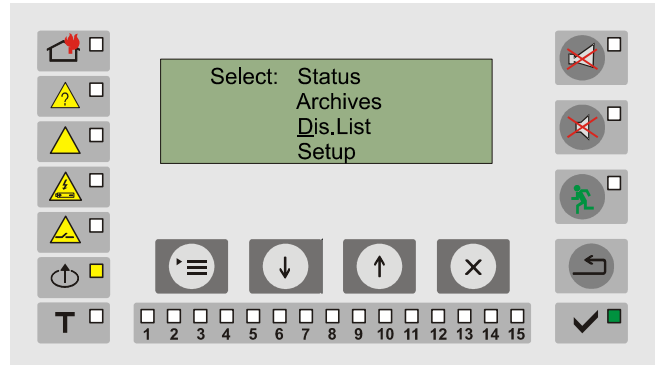 Select: Status
Archives
Dis.List
Setup
?
T
1 2 3 4 5 6 7 8 9 10 11 12 13 14 15